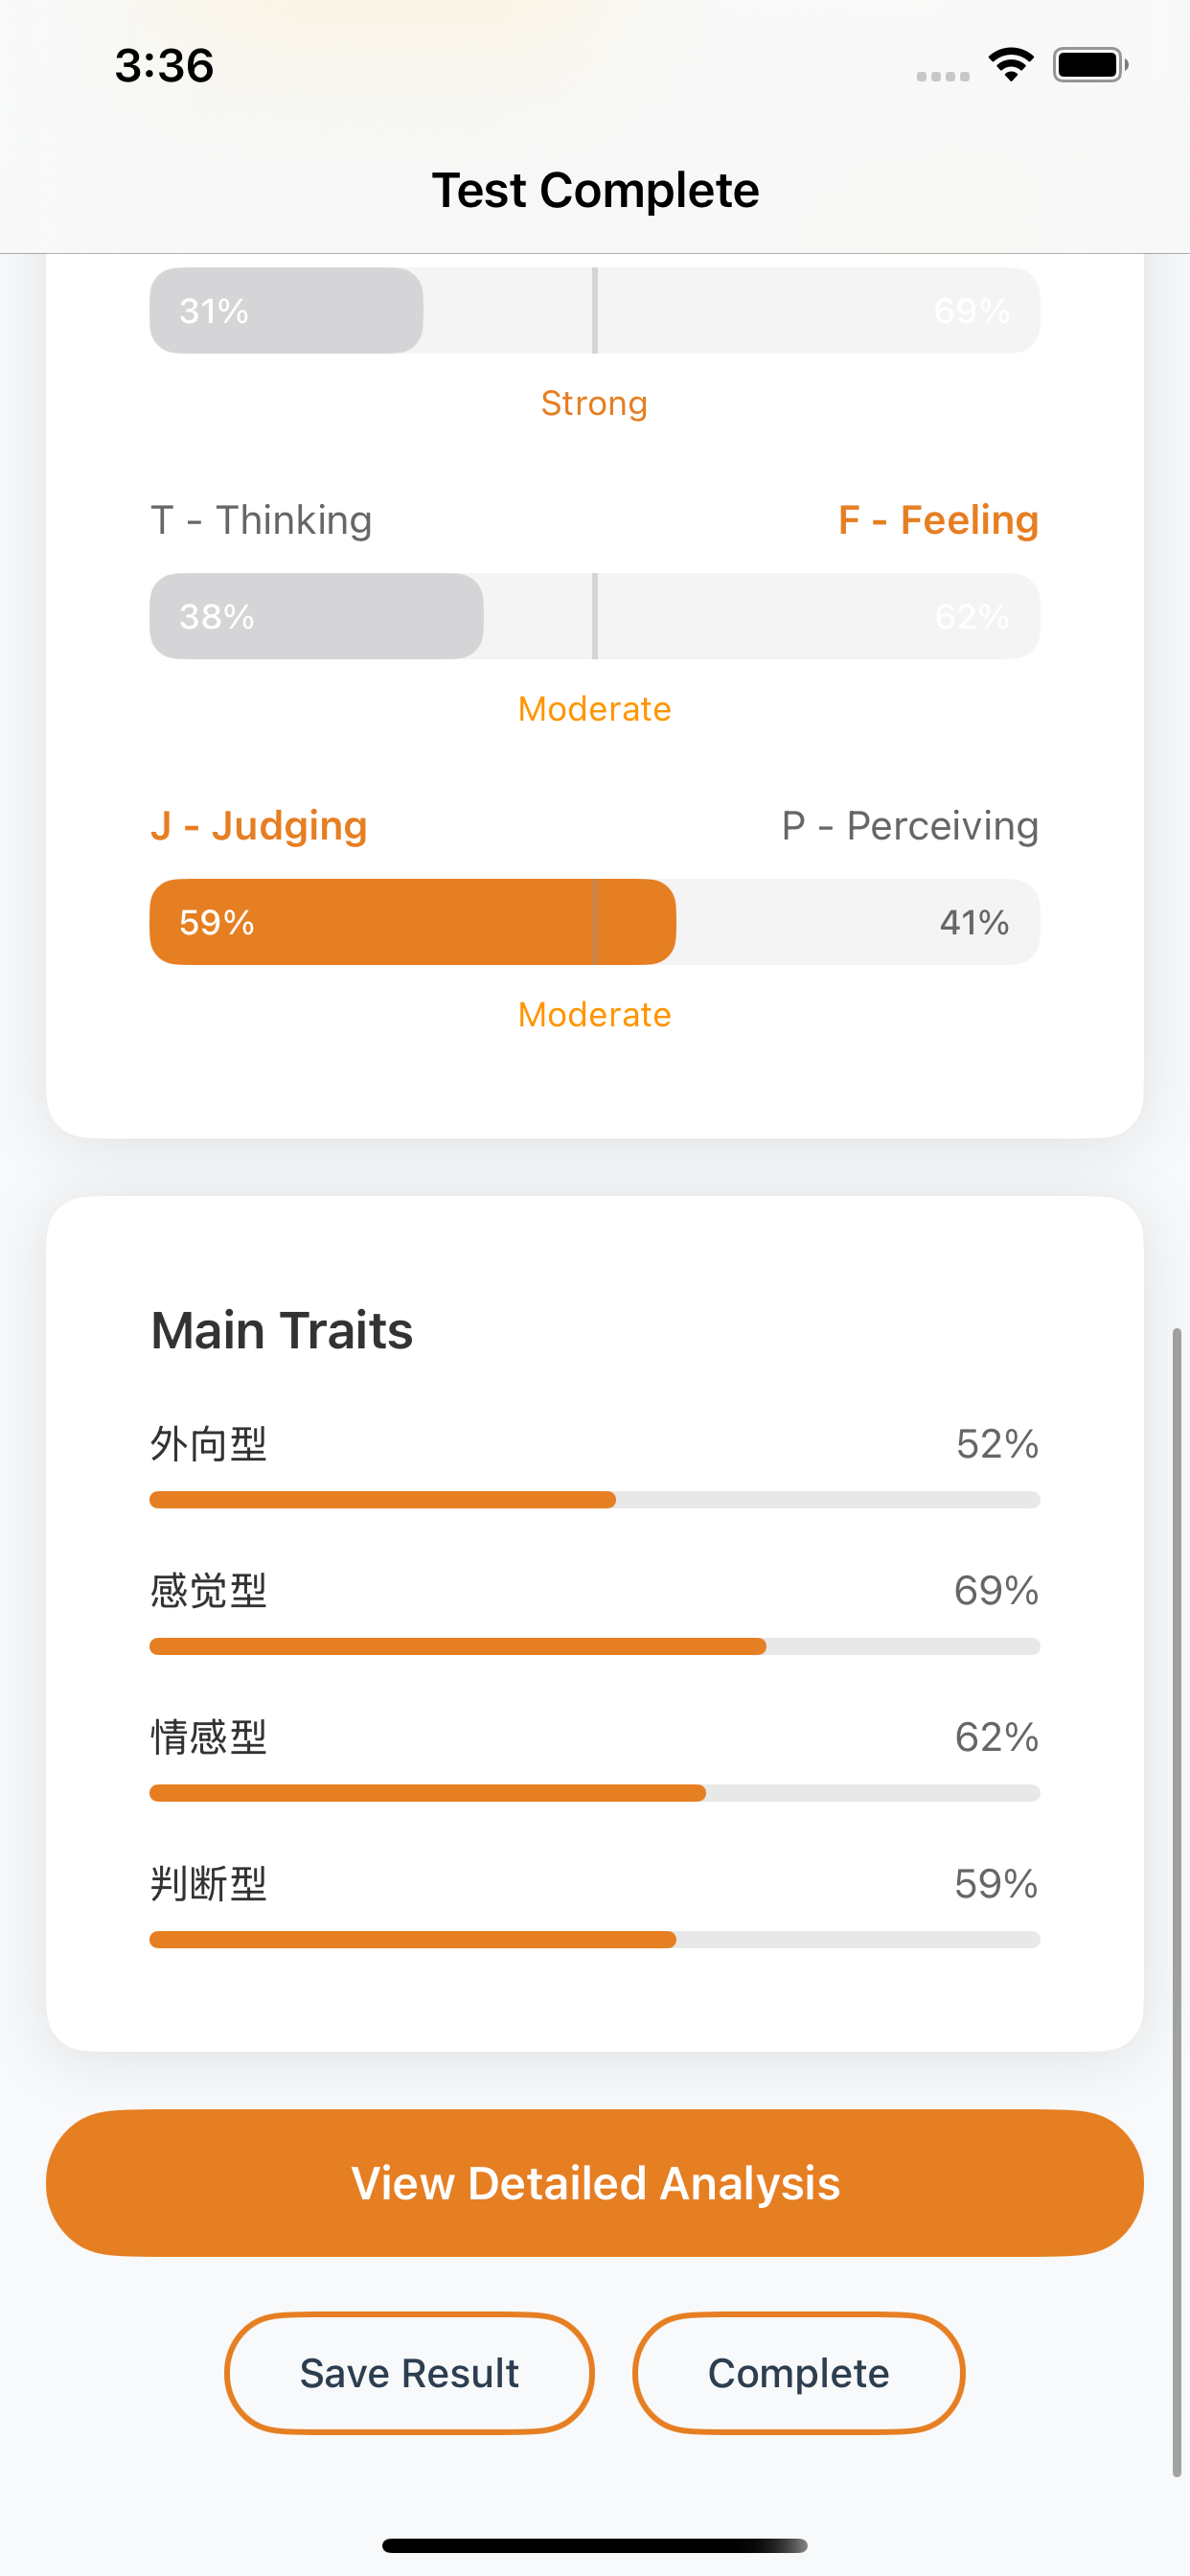 3:36
Test Complete
31% 69%
Strong
T - Thinking F - Feeling
38% 62%
Moderate
J - Judging P - Perceiving
59% 41%
Moderate
Main Traits
外向型 52%
感觉型 69%
情感型 62%
判断型 59%
View Detailed Analysis
Save Result Complete